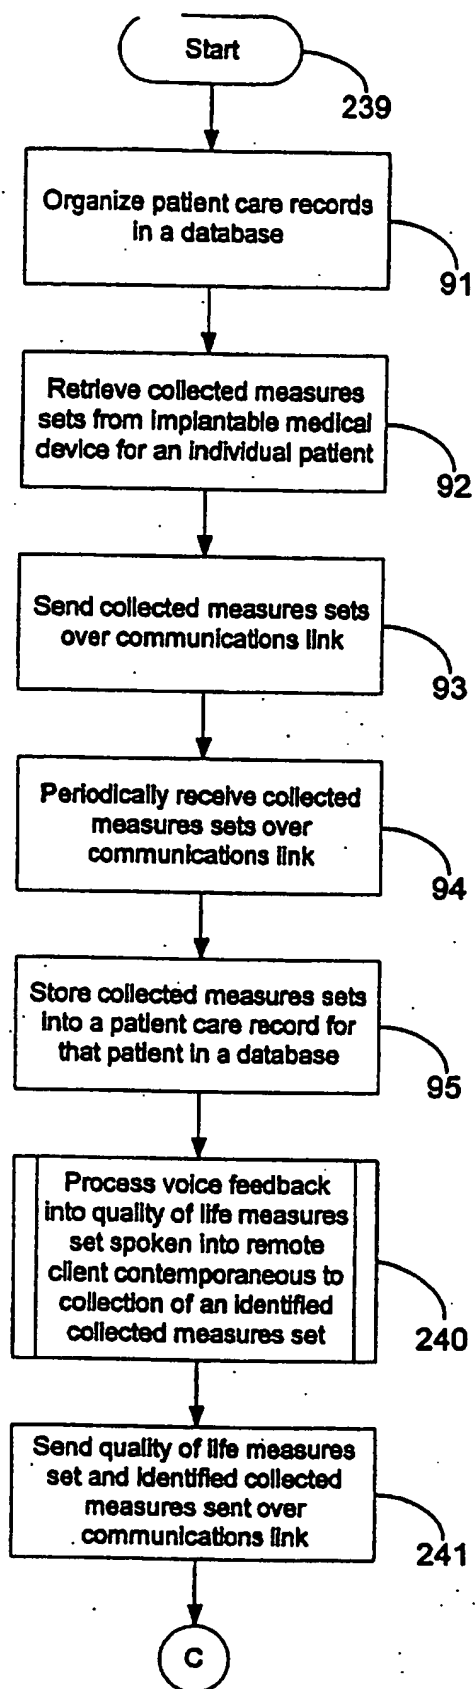 Start
239
Organize patient care records
in a database
91
Retrieve collected measures
sets from implantable medical
device for an individual patient
92
Send collected measures sets
over communications link
93
Periodically receive collected
measures sets over
communications link
94
Store collected measures sets
into a patient care record for
that patient in a database
95
Process voice feedback
into quality of life measures
set spoken into remote
client contemporaneous to
collection of an identified
collected measures set
240
Send quality of life measures
set and identified collected
measures sent over
communications link
241
C